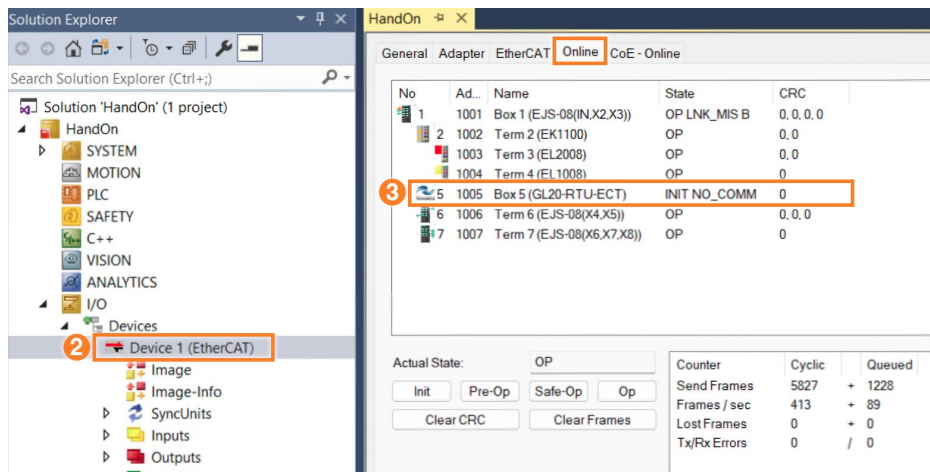 Solution Explorer
Search Solution Explorer (Ctrl+;)
Solution 'HandOn' (1 project)
HandOn
SYSTEM
MOTION
PLC
SAFETY
C++
VISION
ANALYTICS
I/O
Devices
2 Device 1 (EtherCAT)
Image
Image-Info
SyncUnits
Inputs
Outputs
HandOn
General Adapter EtherCAT Online CoE - Online
No Ad... Name State CRC
1 1001 Box 1 (EJS-08(IN,X2,X3)) OP LNK_MIS B 0, 0, 0, 0
2 1002 Term 2 (EK1100) OP 0, 0
3 1003 Term 3 (EL2008) OP 0, 0
1004 Term 4 (EL1008) OP 0
3 5 1005 Box 5 (GL20-RTU-ECT) INIT NO_COMM 0
6 1006 Term 6 (EJS-08(X4,X5)) OP 0, 0, 0
7 1007 Term 7 (EJS-08(X6,X7,X8)) OP 0
Actual State: OP
Init Pre-Op Safe-Op Op
Clear CRC Clear Frames
Counter Cyclic Queued
Send Frames 5827 + 1228
Frames / sec 413 + 89
Lost Frames 0 + 0
Tx/Rx Errors 0 / 0